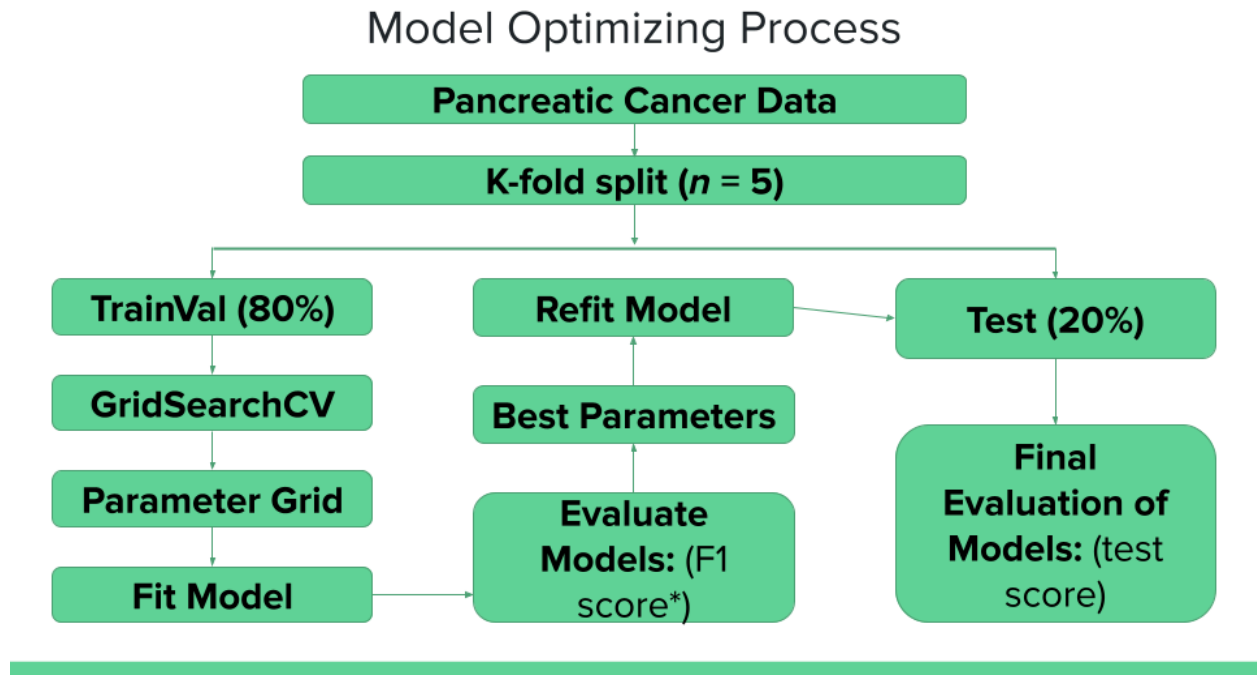 Model Optimizing Process
Pancreatic Cancer Data
K-fold split (n = 5)
TrainVal (80%)
GridSearchCV
Parameter Grid
Fit Model
Evaluate
Models: (F1
score*)
Best Parameters
Refit Model
Test (20%)
Final
Evaluation of
Models: (test
score)